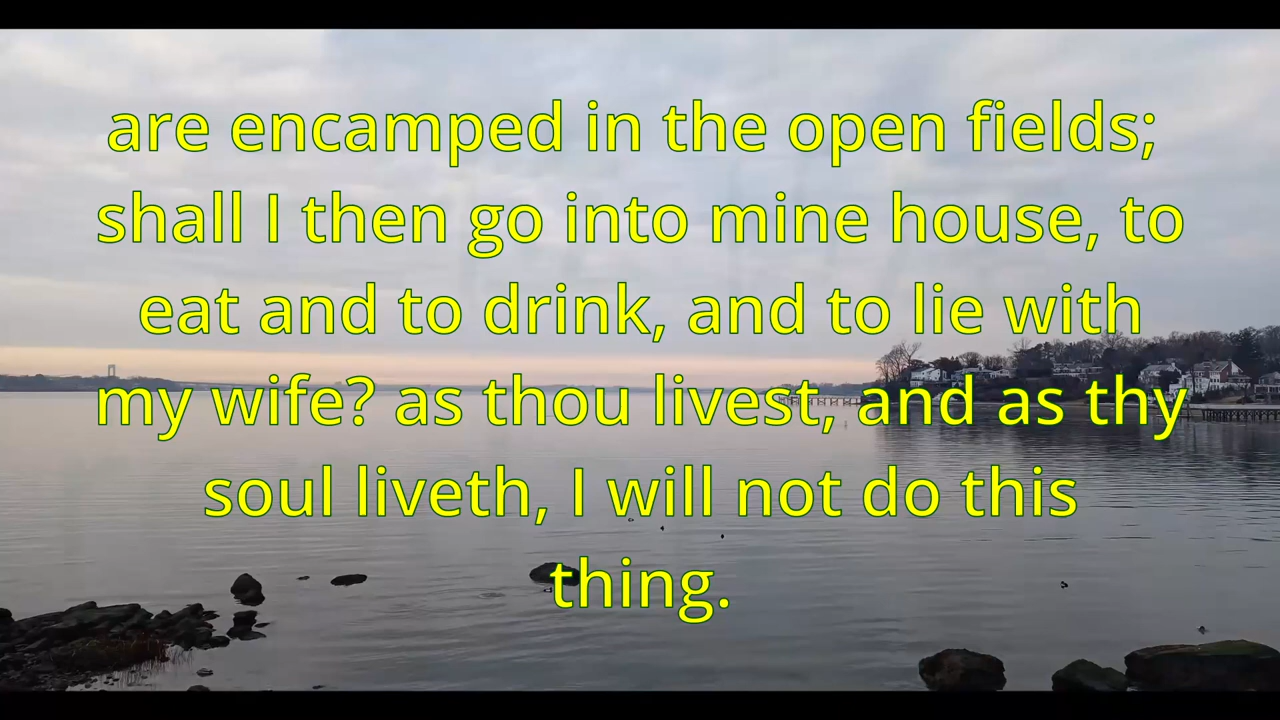 are encamped in the open fields;
shall I then go into mine house, to
eat and to drink, and to lie with
my wife? as thou livest, and as thy
soul liveth, I will not do this
thing.